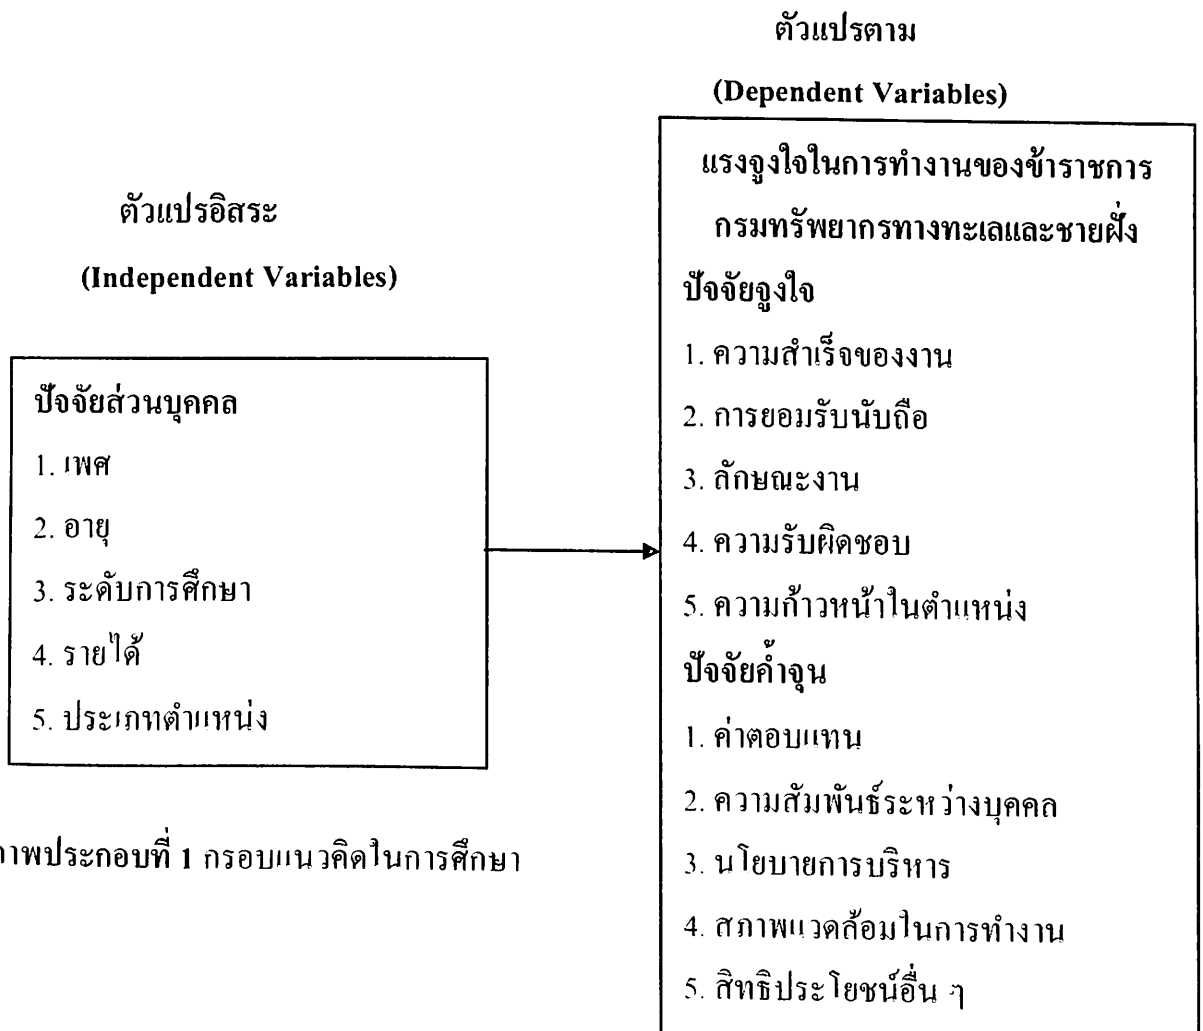 ตัวแปรอิสระ
(Independent Variables)
ปัจจัยส่วนบุคคล
1. เพศ
2. อายุ
3. ระดับการศึกษา
4. รายได้
5. ประเภทตำแหน่ง
ตัวแปรตาม
(Dependent Variables)
แรงจูงใจในการทำงานของข้าราชการ
กรมทรัพยากรทางทะเลและชายฝั่ง
ปัจจัยจูงใจ
1. ความสำเร็จของงาน
2. การยอมรับนับถือ
3. ลักษณะงาน
4. ความรับผิดชอบ
5. ความก้าวหน้าในตำแหน่ง
ปัจจัยค้ำจุน
1. ค่าตอบแทน
2. ความสัมพันธ์ระหว่างบุคคล
3. นโยบายการบริหาร
4. สภาพแวดล้อมในการทำงาน
5. สิทธิประโยชน์อื่น ๆ
ภาพประกอบที่ 1 กรอบแนวคิดในการศึกษา